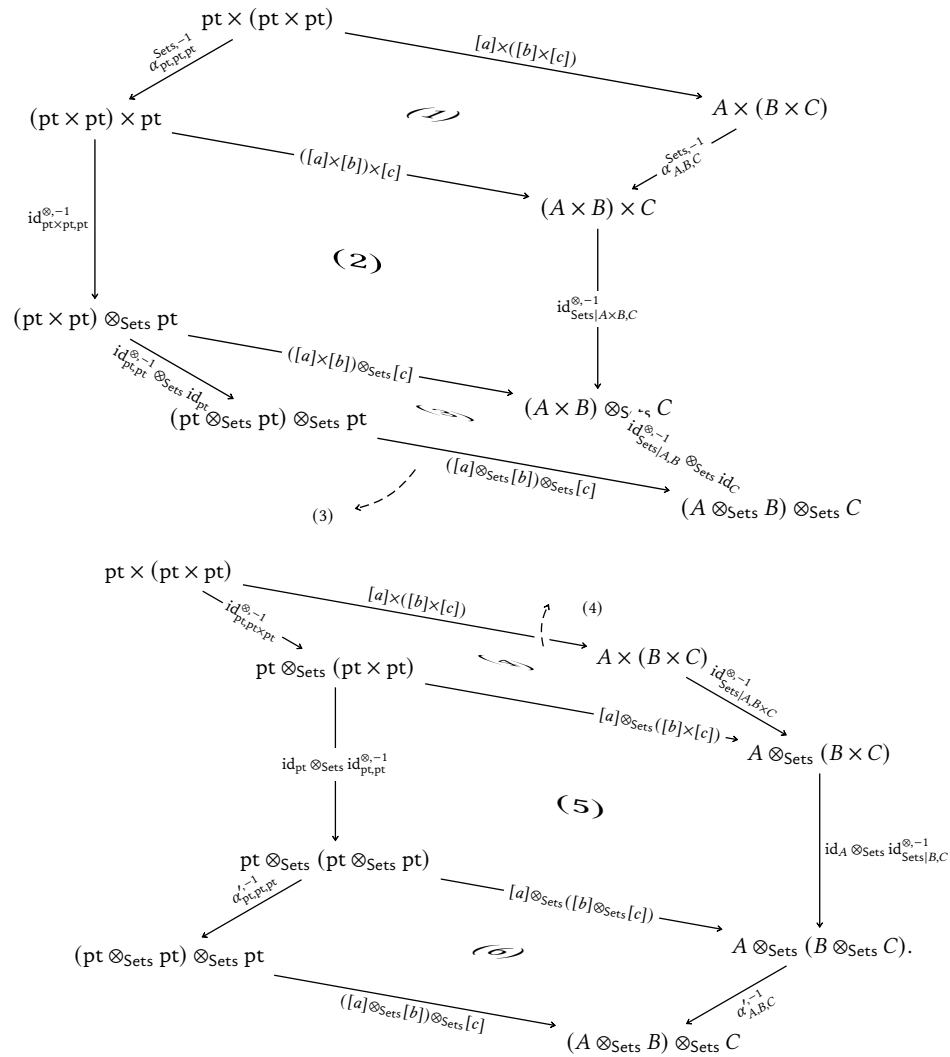 pt × (pt × pt)
[a]×([b]×[c])
α^{Sets,−1}_{pt,pt,pt}
(1)
A × (B × C)
(pt × pt) × pt
([a]×[b])×[c]
α^{Sets,−1}_{A,B,C}
(A × B) × C
id^{⊗,−1}_{pt×pt,pt}
(2)
id^{⊗,−1}_{Sets|A×B,C}
(pt × pt) ⊗_{Sets} pt
([a]×[b])⊗_{Sets}[c]
id^{⊗,−1}_{pt,pt} ⊗_{Sets} id_{pt}
(A × B) ⊗_{Sets} C
(pt ⊗_{Sets} pt) ⊗_{Sets} pt
id^{⊗,−1}_{Sets|A,B} ⊗_{Sets} id_C
([a]⊗_{Sets}[b])⊗_{Sets}[c]
(A ⊗_{Sets} B) ⊗_{Sets} C
(3)
pt × (pt × pt)
[a]×([b]×[c])
(4)
id^{⊗,−1}_{pt,pt×pt}
A × (B × C)
pt ⊗_{Sets} (pt × pt)
id^{⊗,−1}_{Sets|A,B×C}
[a]⊗_{Sets}([b]×[c])
A ⊗_{Sets} (B × C)
id_{pt} ⊗_{Sets} id^{⊗,−1}_{pt,pt}
(5)
id_A ⊗_{Sets} id^{⊗,−1}_{Sets|B,C}
pt ⊗_{Sets} (pt ⊗_{Sets} pt)
α^{′,−1}_{pt,pt,pt}
[a]⊗_{Sets}([b]⊗_{Sets}[c])
A ⊗_{Sets} (B ⊗_{Sets} C).
(pt ⊗_{Sets} pt) ⊗_{Sets} pt
(6)
α^{′,−1}_{A,B,C}
([a]⊗_{Sets}[b])⊗_{Sets}[c]
(A ⊗_{Sets} B) ⊗_{Sets} C